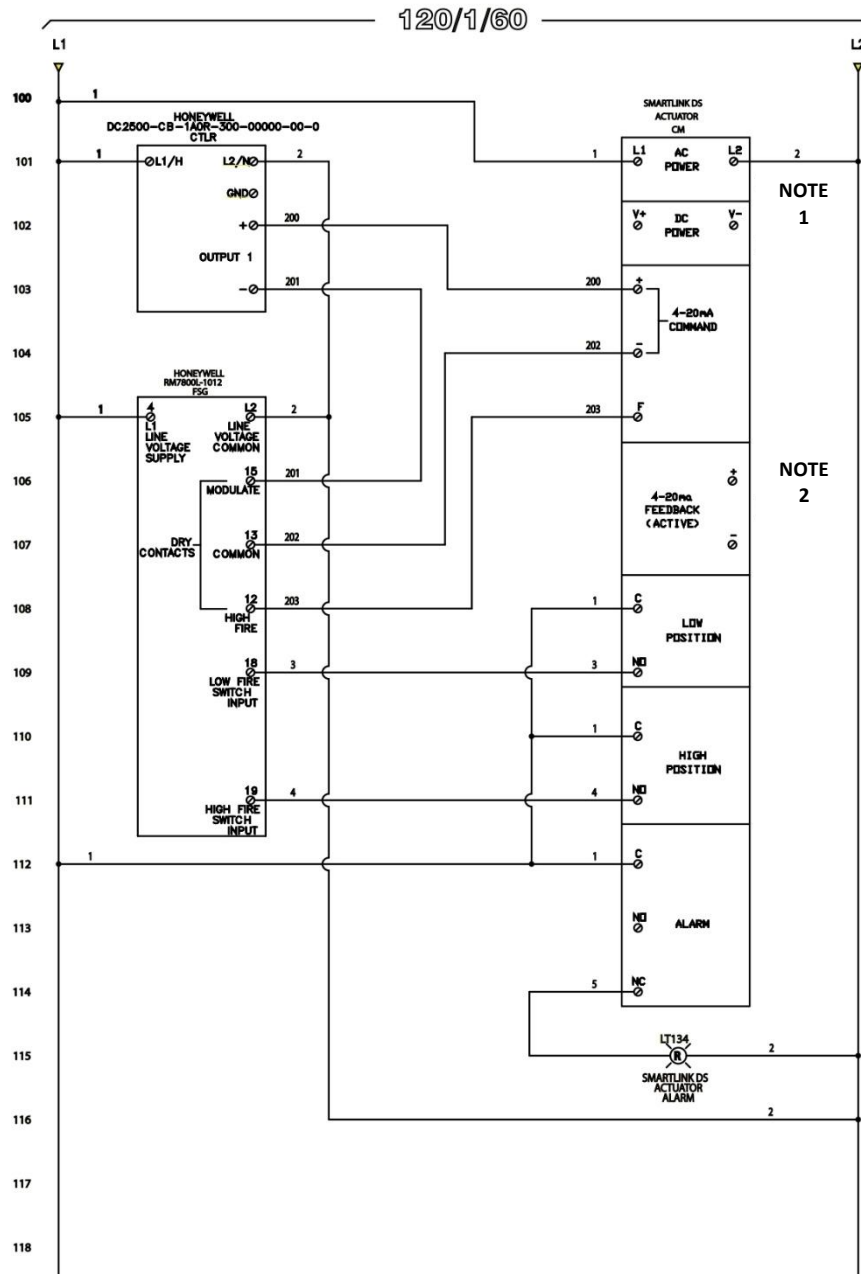 120/1/60
L1
L2
100
1
HONEYWELL
DC2500-CB-1A0R-300-00000-00-0
CTLR
SMARTLINK DS
ACTUATOR
CM
101
1
L1/H
L2/N
2
1
L1
AC
POWER
L2
2
GND
NOTE
1
102
+
200
V+
DC
POWER
V-
OUTPUT 1
103
-
201
200
+
4-20mA
COMMAND
104
202
-
HONEYWELL
RM7800L-1012
FSG
105
1
4
L1
LINE
VOLTAGE
SUPPLY
L2
LINE
VOLTAGE
COMMON
2
203
F
106
15
MODULATE
201
4-20ma
FEEDBACK
(ACTIVE)
+
NOTE
2
107
DRY
CONTACTS
13
COMMON
202
-
108
12
HIGH
FIRE
203
1
C
LOW
POSITION
109
18
LOW FIRE
SWITCH
INPUT
3
3
NO
110
1
C
HIGH
POSITION
111
19
HIGH FIRE
SWITCH
INPUT
4
4
NO
112
1
1
C
113
NO
ALARM
114
5
NC
115
LT134
R
2
SMARTLINK DS
ACTUATOR
ALARM
116
2
117
118